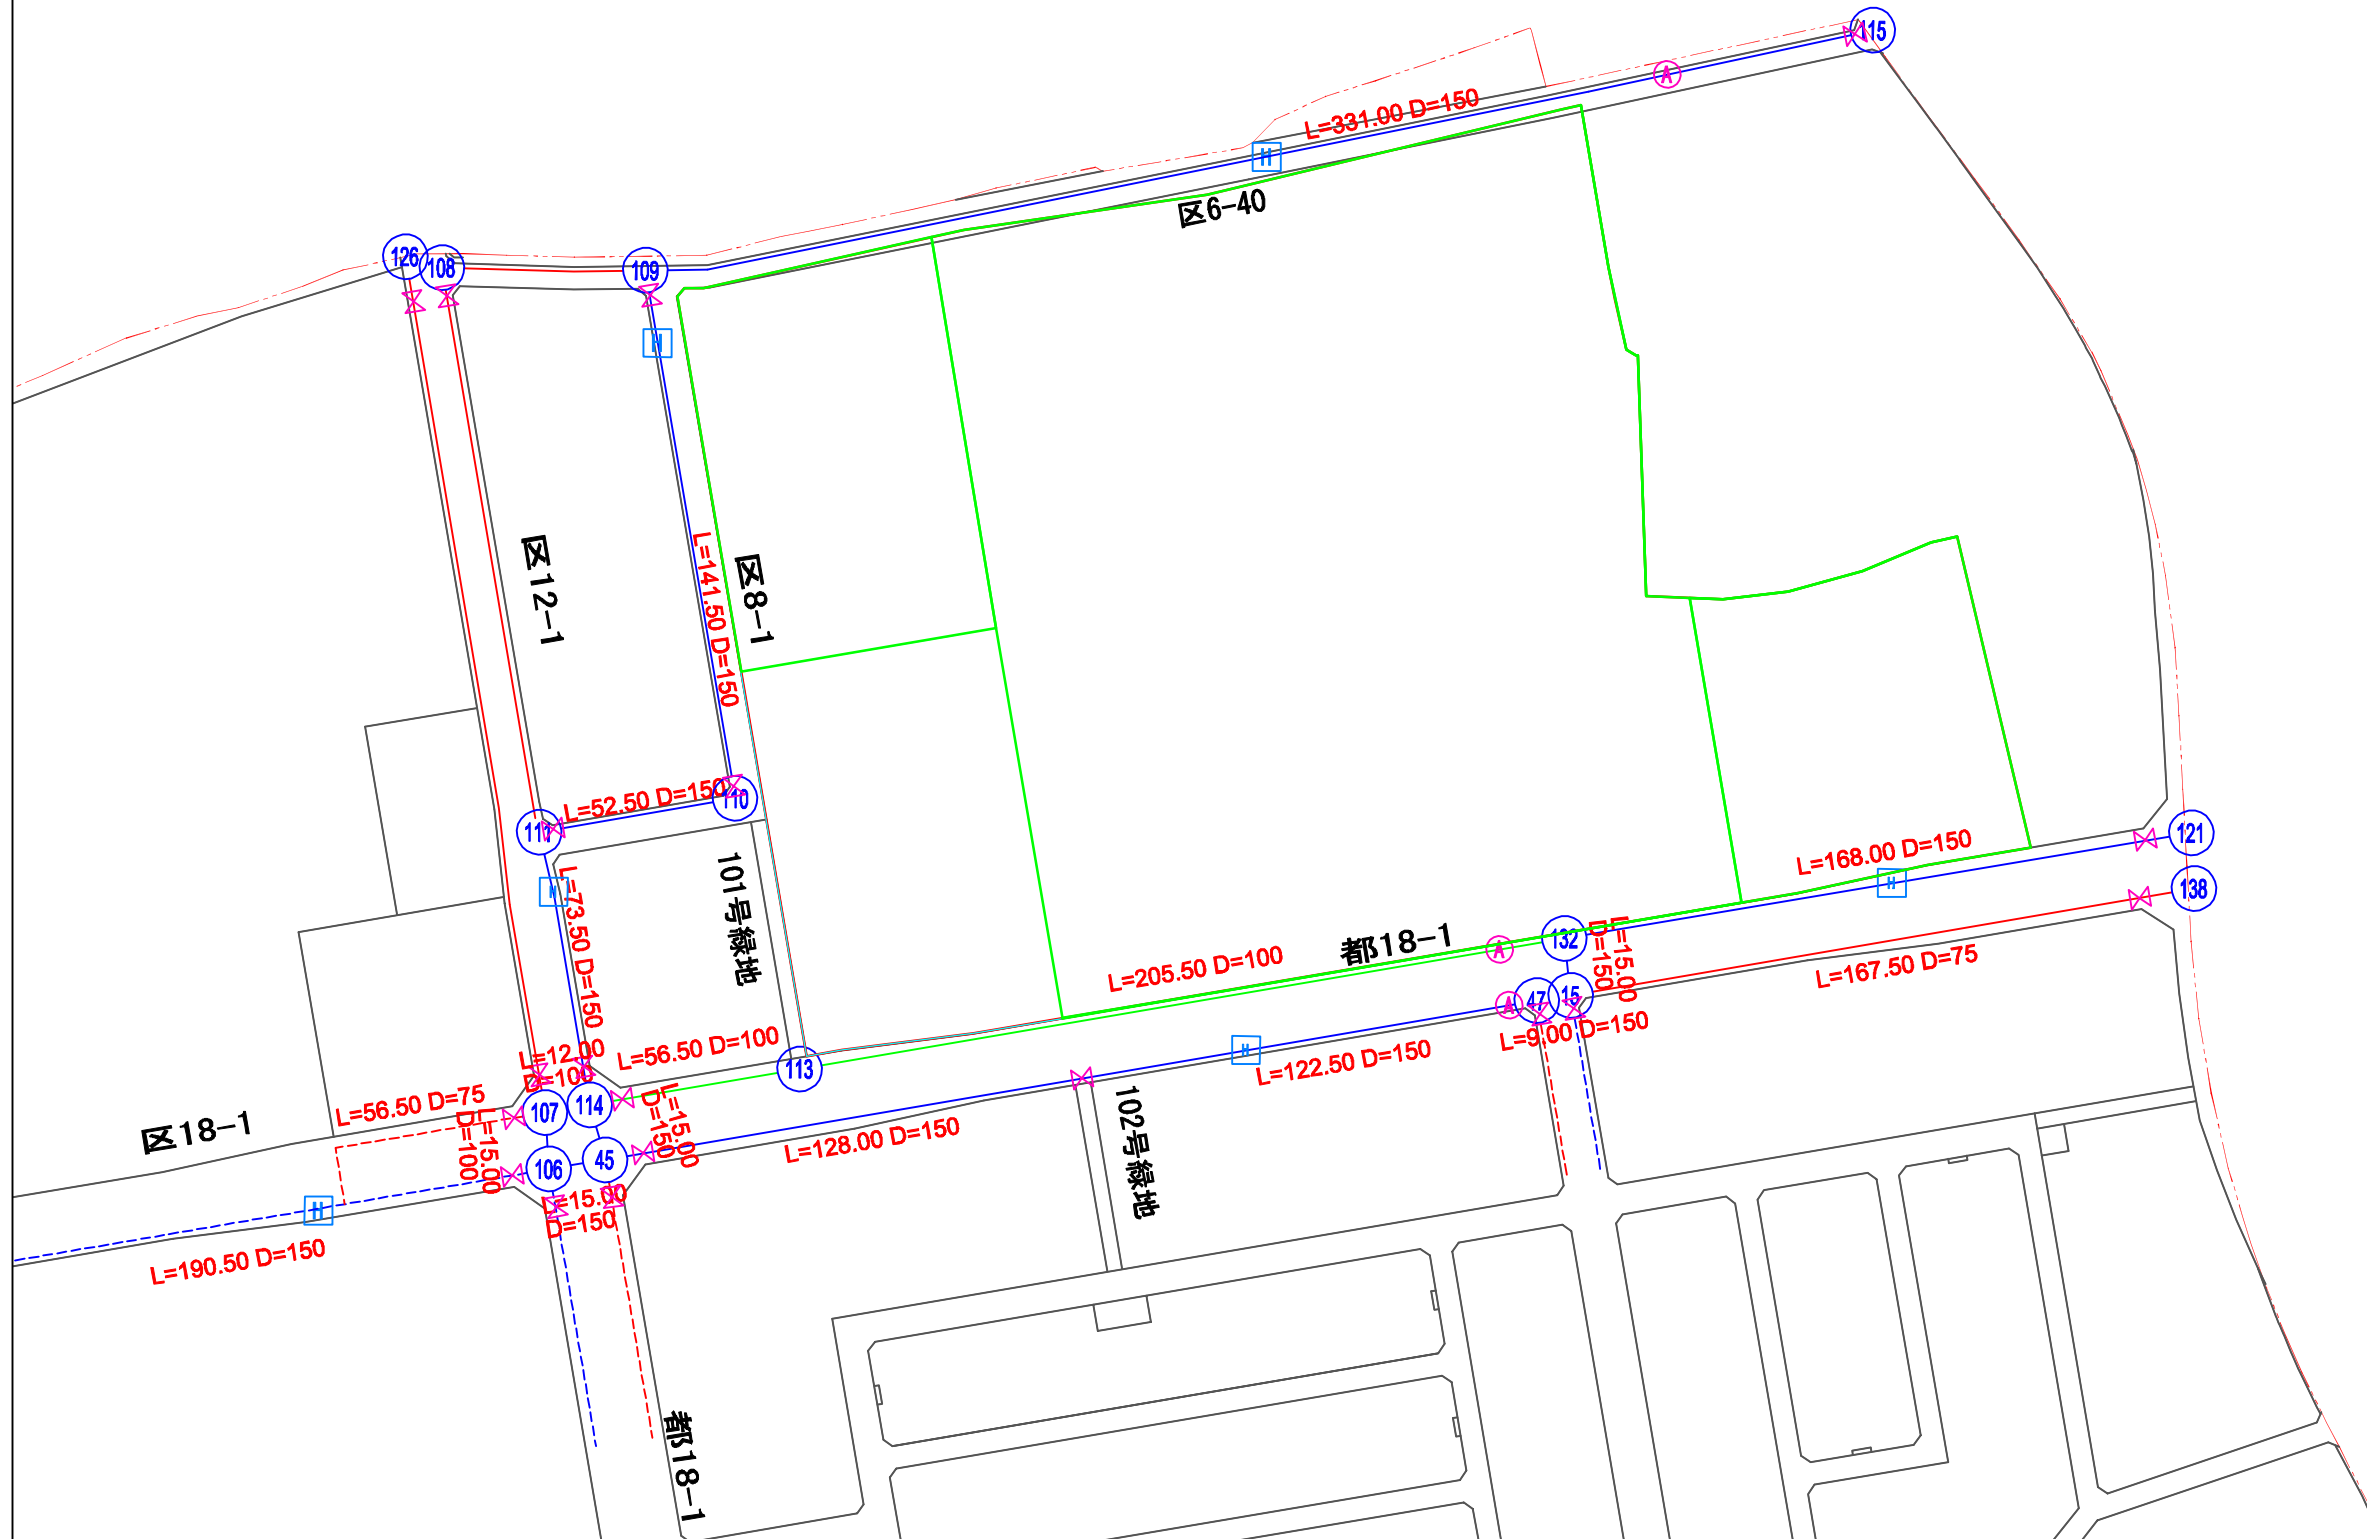 115
A
L=331.00 D=150
H
区6-40
126
108
109
H
区12-1
L=141.50 D=150
区8-1
L=52.50 D=150
110
111
H
L=73.50 D=150
101号緑地
L=168.00 D=150
H
121
138
L=167.50 D=75
都18-1
A
132
L=15.00
D=150
L=205.50 D=100
A
47
15
L=9.00 D=150
H
L=122.50 D=150
L=12.00
D=100
L=56.50 D=100
113
L=56.50 D=75
107
114
L=15.00
D=150
区18-1
L=15.00
D=100
106
45
L=128.00 D=150
102号緑地
H
L=15.00
D=150
L=190.50 D=150
都18-1